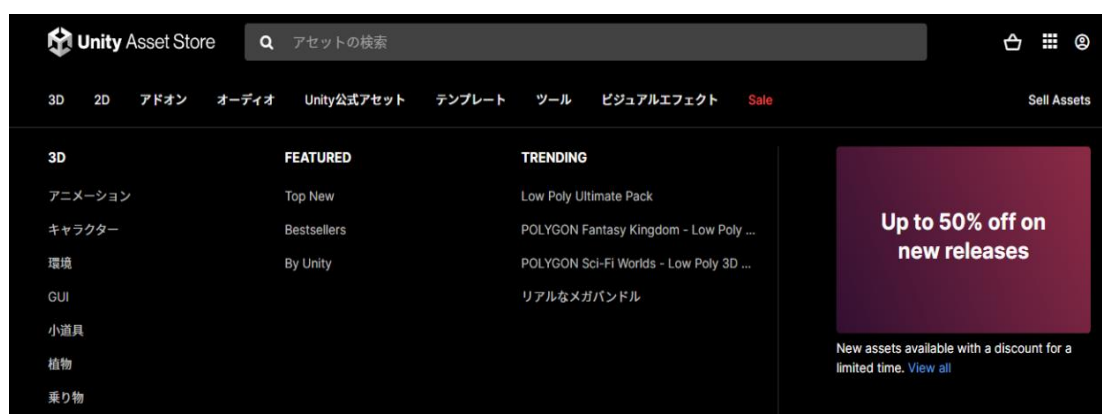 Unity Asset Store
アセットの検索
3D 2D アドオン オーディオ Unity公式アセット テンプレート ツール ビジュアルエフェクト Sale Sell Assets
3D
アニメーション
キャラクター
環境
GUI
小道具
植物
乗り物
FEATURED
Top New
Bestsellers
By Unity
TRENDING
Low Poly Ultimate Pack
POLYGON Fantasy Kingdom - Low Poly ...
POLYGON Sci-Fi Worlds - Low Poly 3D ...
リアルなメガバンドル
Up to 50% off on
new releases
New assets available with a discount for a
limited time. View all